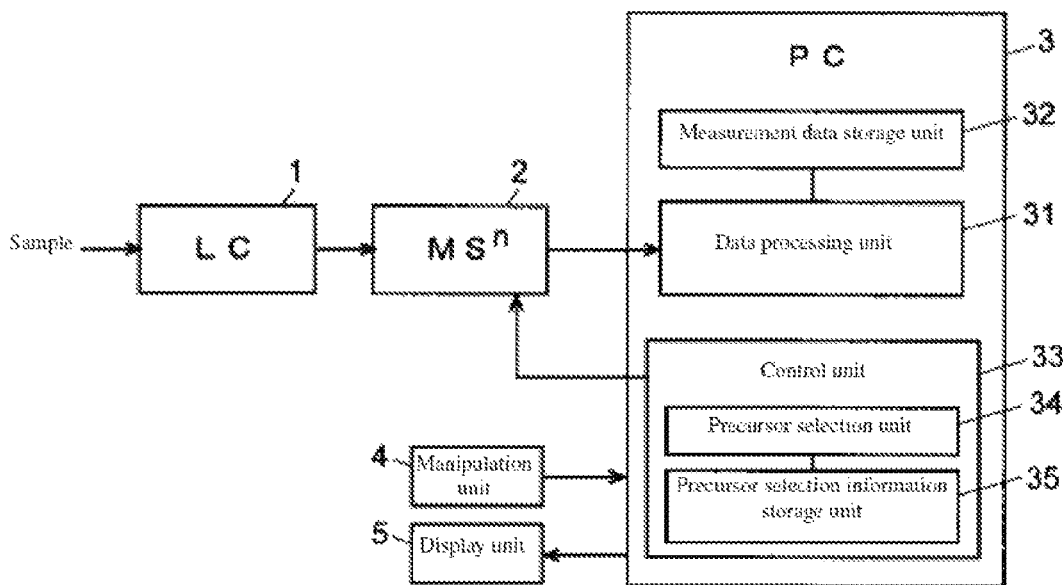 P C
3
Measurement data storage unit
32
1
2
31
Sample
L C
M Sⁿ
Data processing unit
Control unit
33
Precursor selection unit
34
4
Manipulation
unit
Precursor selection information
storage unit
35
5
Display unit